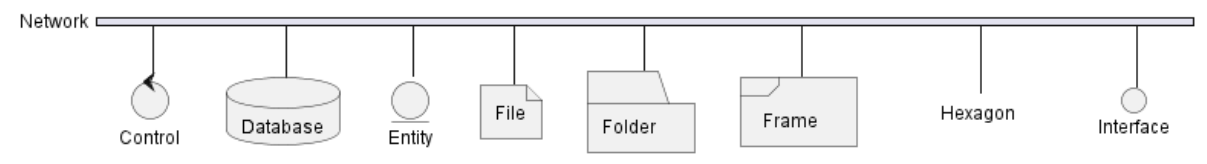 Network
Control
Database
Entity
File
Folder
Frame
Hexagon
Interface